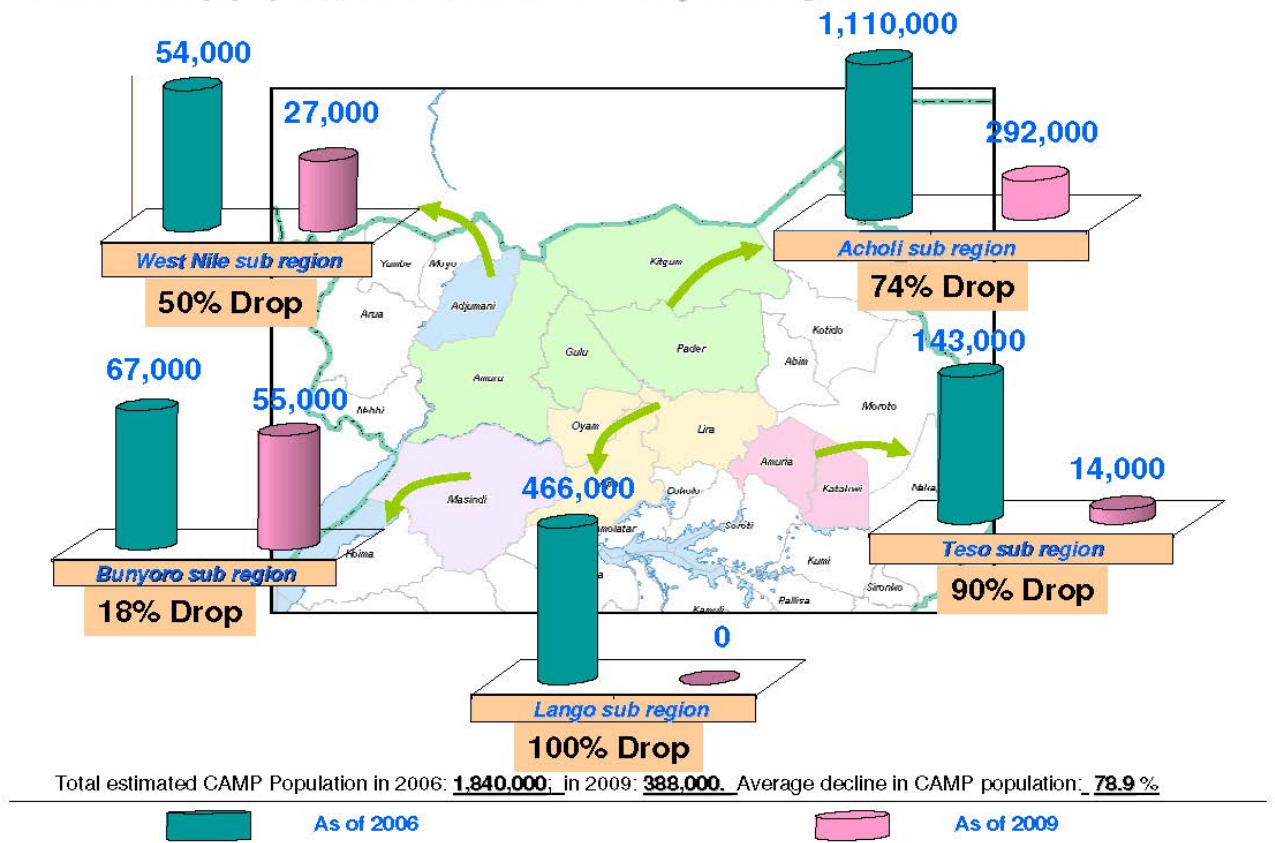 54,000
27,000
West Nile sub region
50% Drop
1,110,000
292,000
Acholi sub region
74% Drop
67,000
55,000
Bunyoro sub region
18% Drop
143,000
14,000
Teso sub region
90% Drop
466,000
0
Lango sub region
100% Drop
Yumbe
Moyo
Adjumani
Arua
Kitgum
Gulu
Pader
Kotido
Abim
Amuru
Moroto
Oyam
Lira
Amuria
Katakwi
Masindi
Soroti
Kumi
Hoima
Kamuli
Pallisa
Sironko
Total estimated CAMP Population in 2006: 1,840,000; in 2009: 388,000. Average decline in CAMP population: 78.9 %
As of 2006
As of 2009